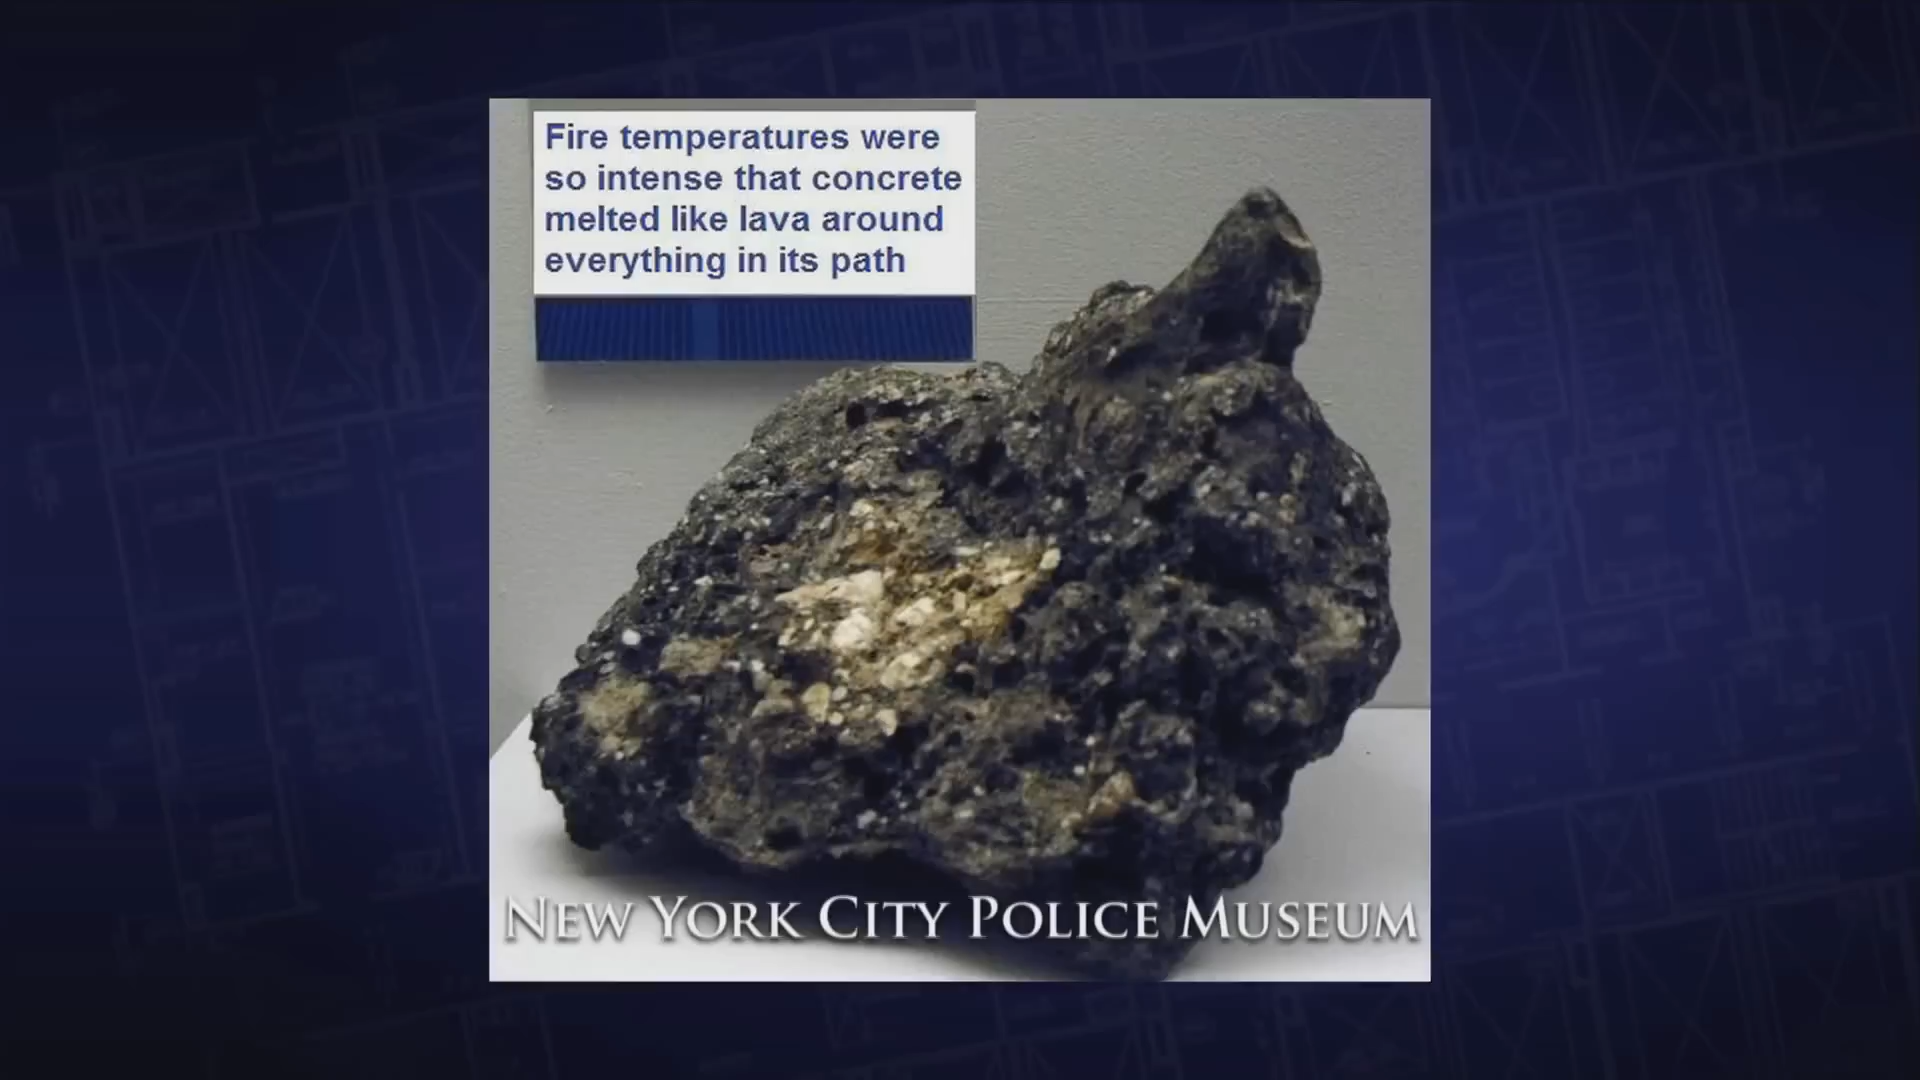 Fire temperatures were
so intense that concrete
melted like lava around
everything in its path
NEW YORK CITY POLICE MUSEUM